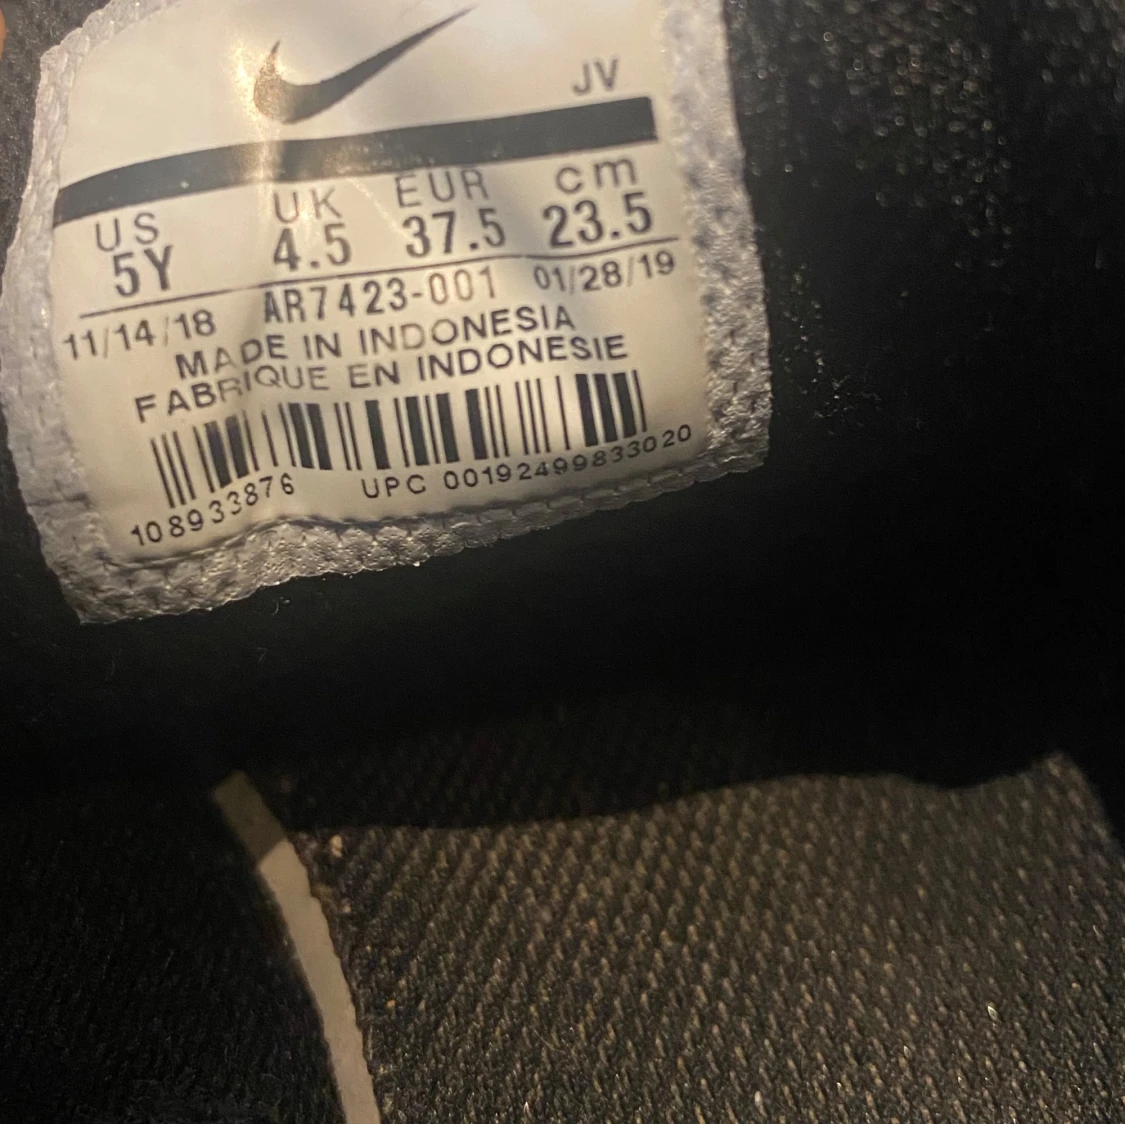 JV
US UK EUR cm
5Y 4.5 37.5 23.5
11/14/18 AR7423-001 01/28/19
MADE IN INDONESIA
FABRIQUE EN INDONESIE
108933876 UPC 00192499833020